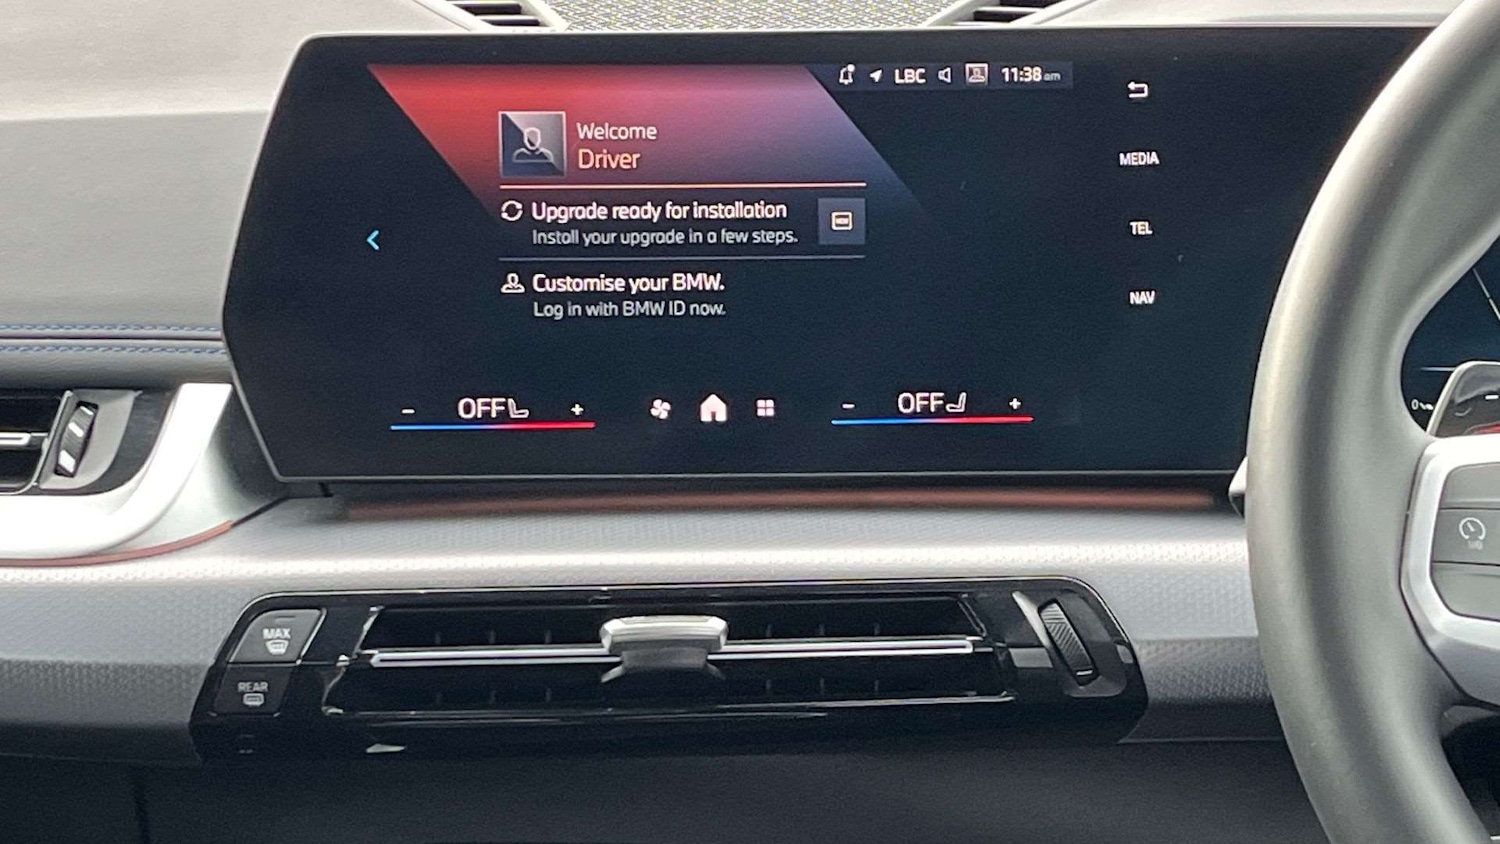 LBC 11:38 am
Welcome
Driver
MEDIA
Upgrade ready for installation
NEW
Install your upgrade in a few steps.
TEL
Customise your BMW.
Log in with BMW ID now.
NAV
- OFF + - OFF +
MAX
REAR